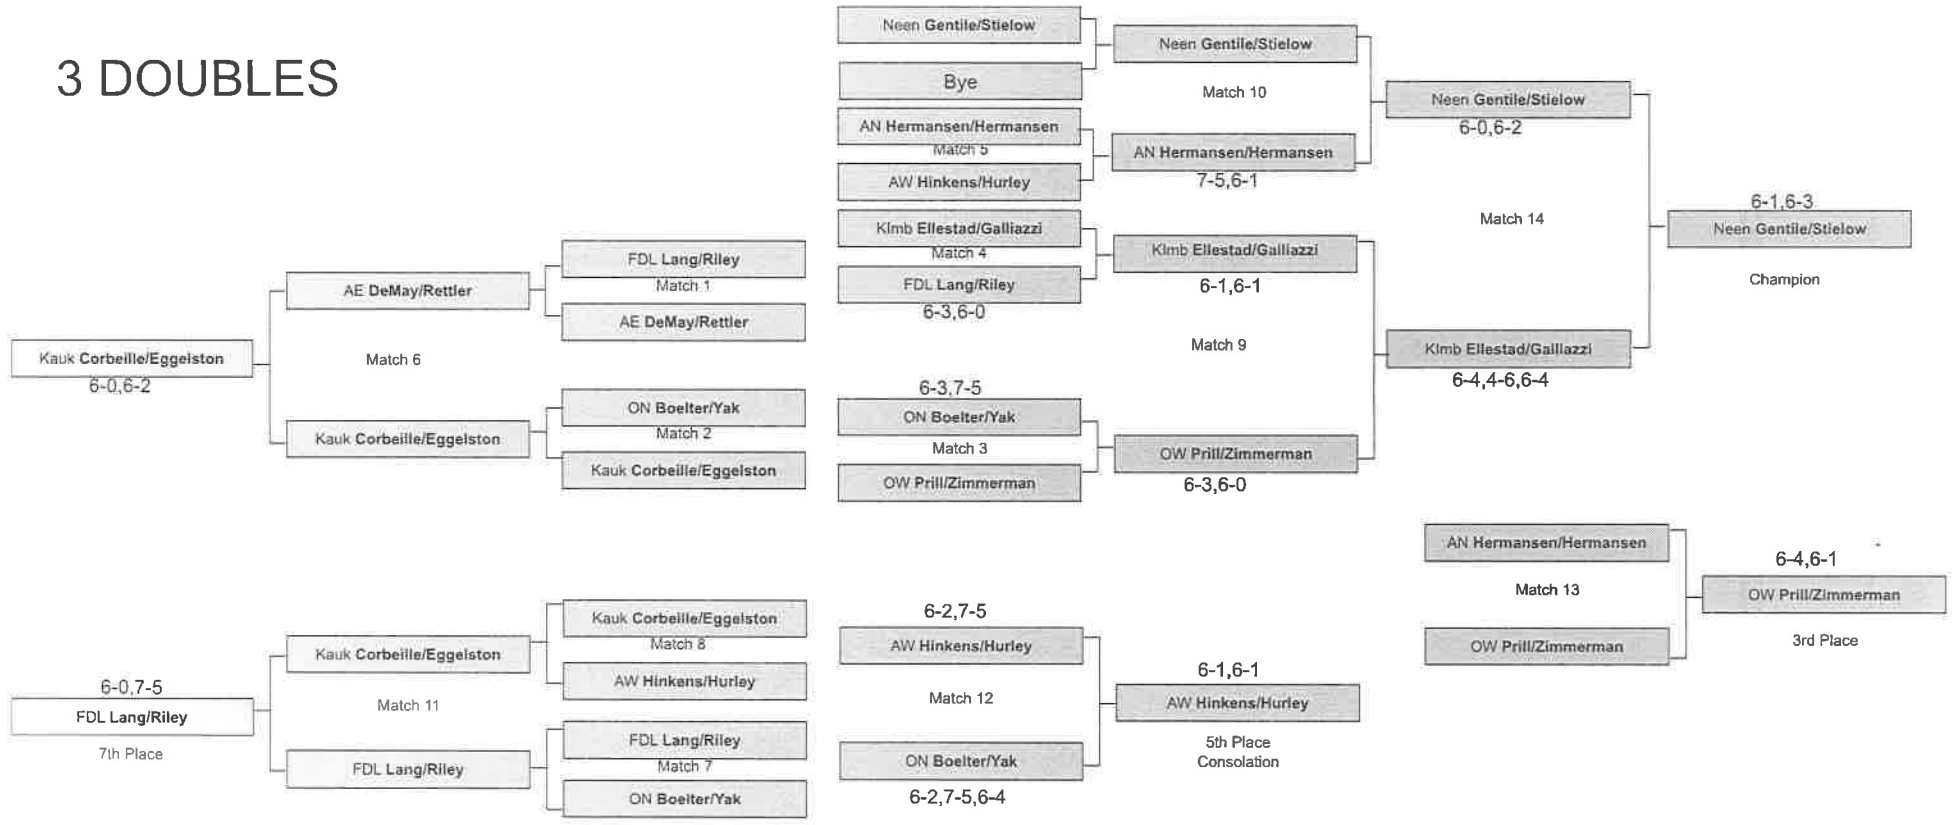 3 DOUBLES
Neen Gentile/Stielow
Bye
Neen Gentile/Stielow
Match 10
AN Hermansen/Hermansen
Match 5
AW Hinkens/Hurley
AN Hermansen/Hermansen
7-5,6-1
Neen Gentile/Stielow
6-0,6-2
Klmb Ellestad/Galliazzi
Match 4
FDL Lang/Riley
6-3,6-0
Klmb Ellestad/Galliazzi
6-1,6-1
Match 9
Match 14
6-1,6-3
Neen Gentile/Stielow
Champion
Klmb Ellestad/Galliazzi
6-4,4-6,6-4
6-3,7-5
ON Boelter/Yak
Match 3
OW Prill/Zimmerman
OW Prill/Zimmerman
6-3,6-0
FDL Lang/Riley
Match 1
AE DeMay/Rettler
AE DeMay/Rettler
Match 6
Kauk Corbeille/Eggelston
6-0,6-2
Kauk Corbeille/Eggelston
ON Boelter/Yak
Match 2
Kauk Corbeille/Eggelston
AN Hermansen/Hermansen
Match 13
OW Prill/Zimmerman
6-4,6-1
OW Prill/Zimmerman
3rd Place
Kauk Corbeille/Eggelston
Match 8
AW Hinkens/Hurley
Kauk Corbeille/Eggelston
Match 11
6-0,7-5
FDL Lang/Riley
7th Place
FDL Lang/Riley
FDL Lang/Riley
Match 7
ON Boelter/Yak
6-2,7-5
AW Hinkens/Hurley
Match 12
ON Boelter/Yak
6-2,7-5,6-4
6-1,6-1
AW Hinkens/Hurley
5th Place
Consolation